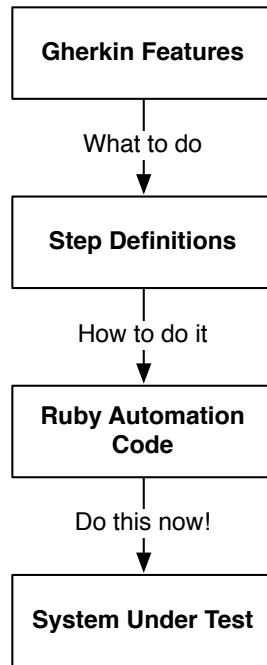 Gherkin Features
What to do
Step Definitions
How to do it
Ruby Automation
Code
Do this now!
System Under Test